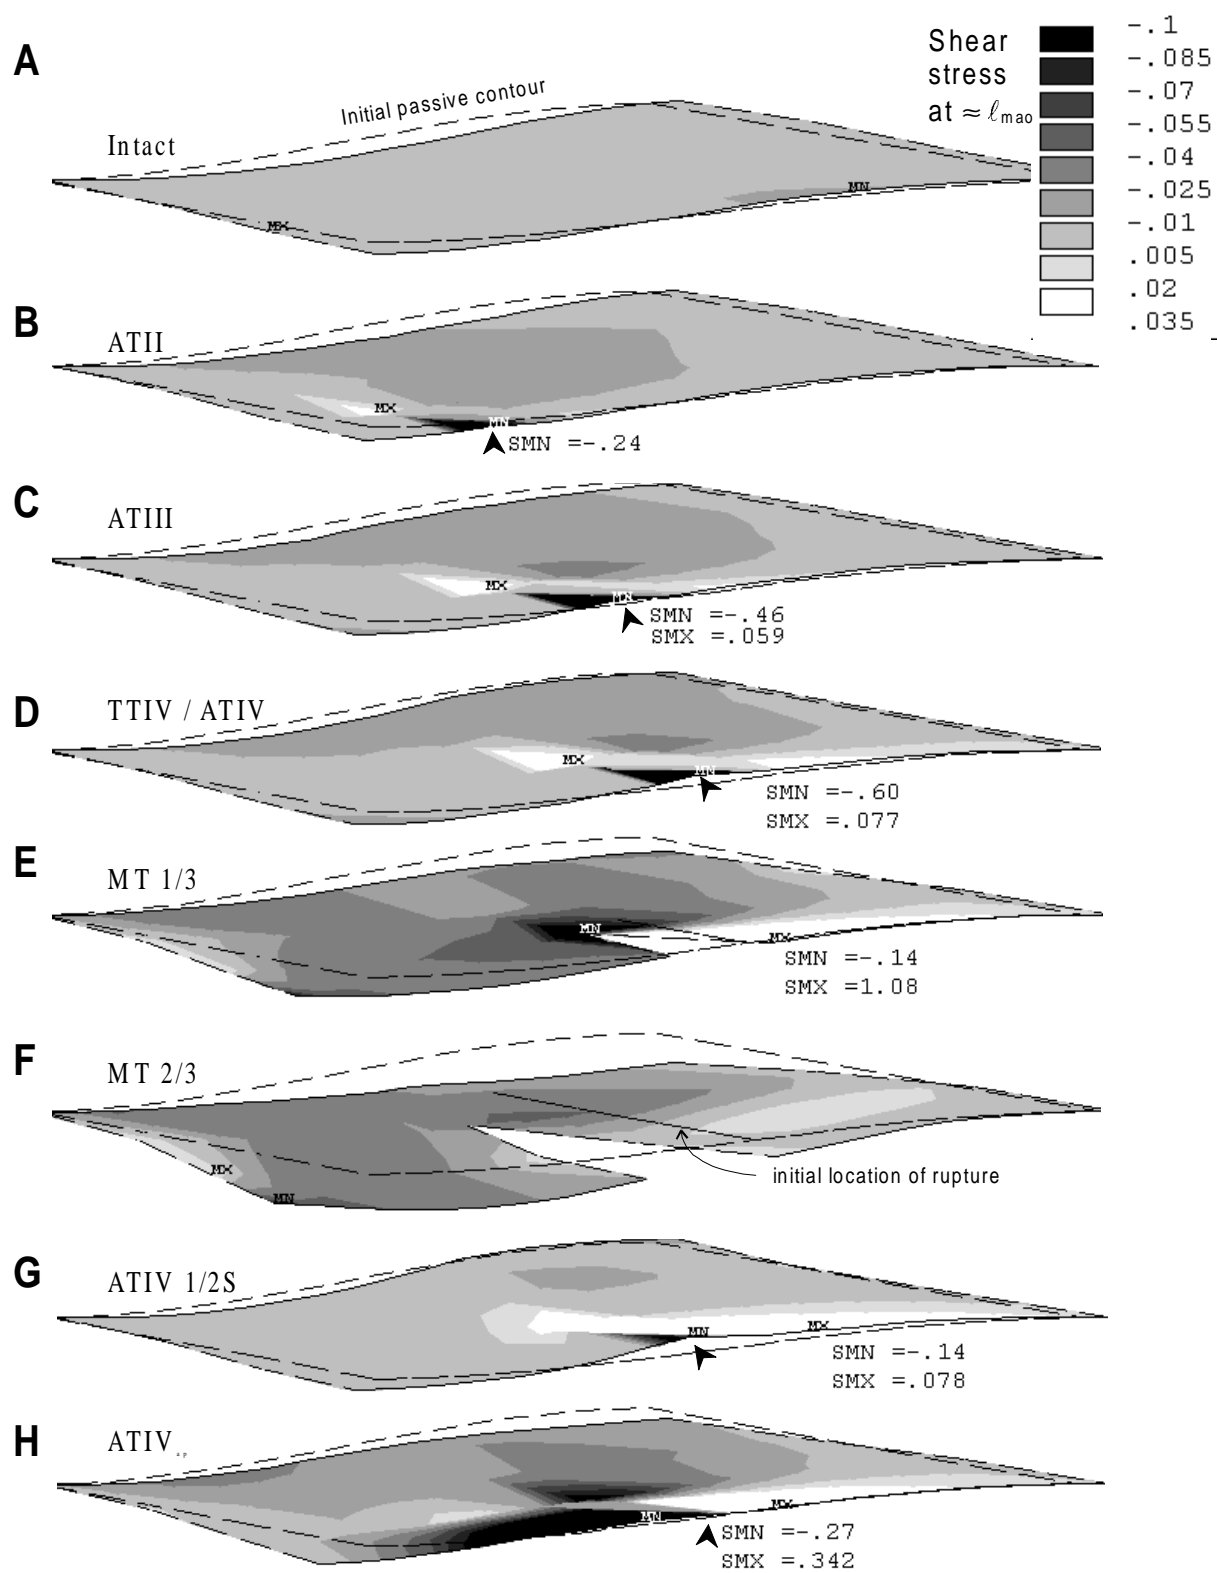 A
Intact
Initial passive contour
MX
MN
Shear
stress
at ≈ ℓmao
-.1
-.085
-.07
-.055
-.04
-.025
-.01
.005
.02
.035
B
ATII
MX
MN
SMN =-.24
C
ATIII
MX
MN
SMN =-.46
SMX =.059
D
TTIV / ATIV
MX
MN
SMN =-.60
SMX =.077
E
MT 1/3
MN
MX
SMN =-.14
SMX =1.08
F
MT 2/3
MX
MN
initial location of rupture
G
ATIV 1/2S
MN
MX
SMN =-.14
SMX =.078
H
ATIV
MN
MX
SMN =-.27
SMX =.342